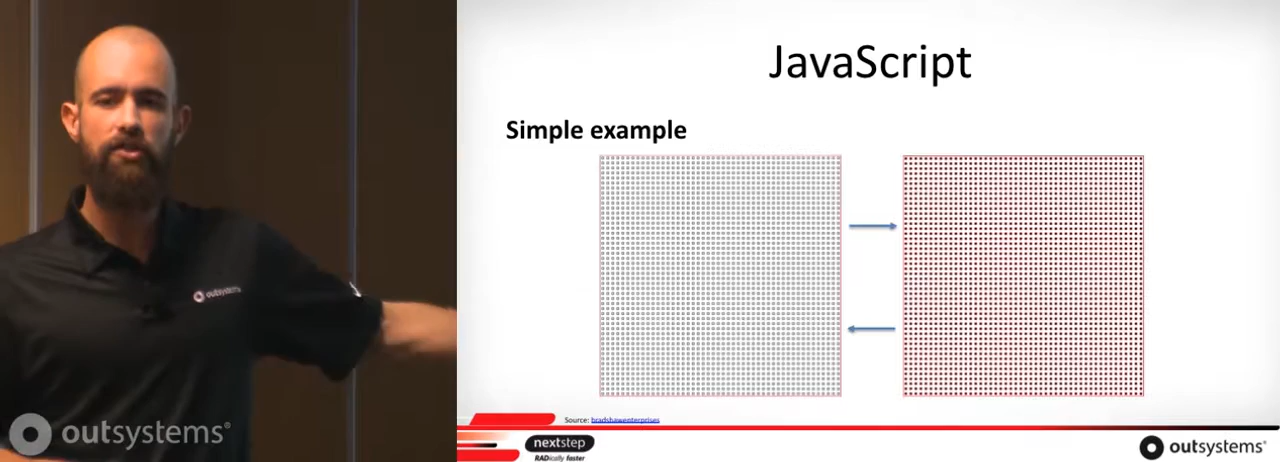 JavaScript
Simple example
Source: bradshawenterprises
nextstep
RADically faster
outsystems®
outsystems
outsystems®